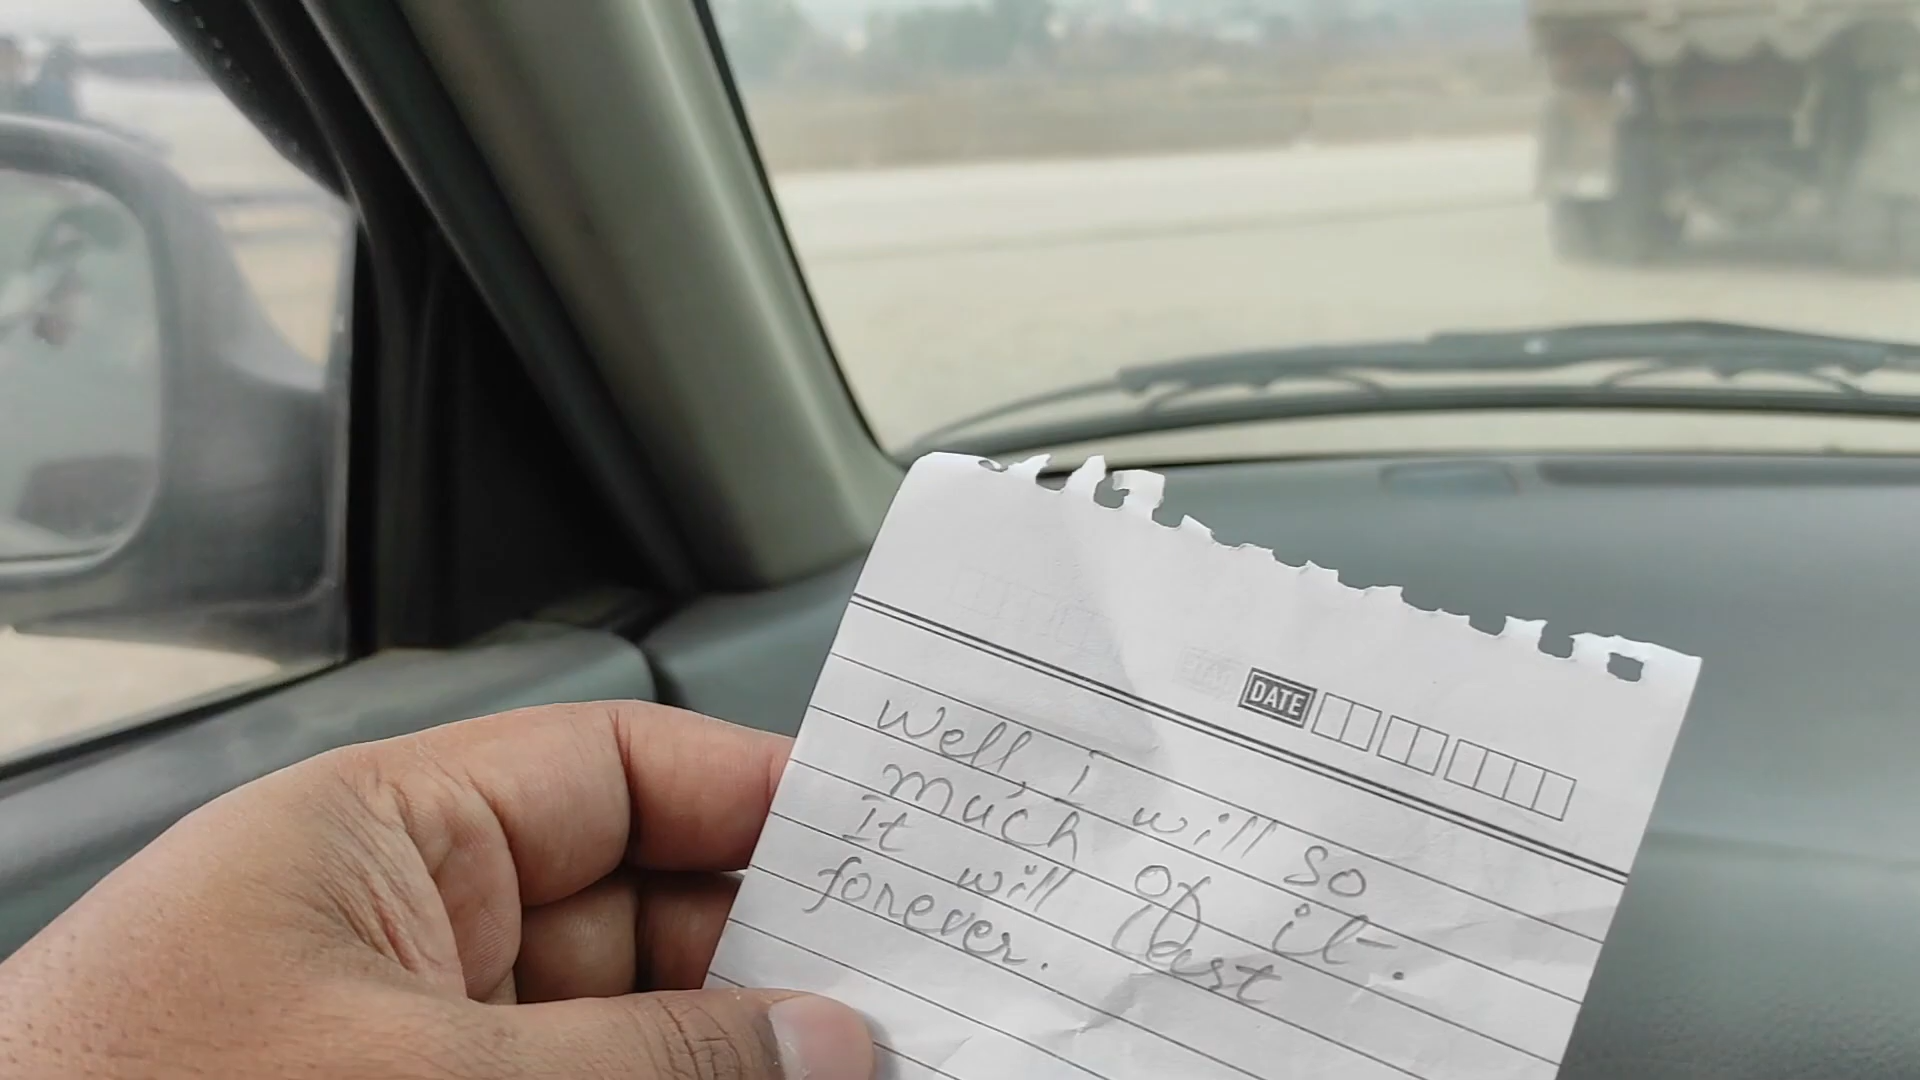 DATE
Well, i will so
much of it.
It will last
forever.